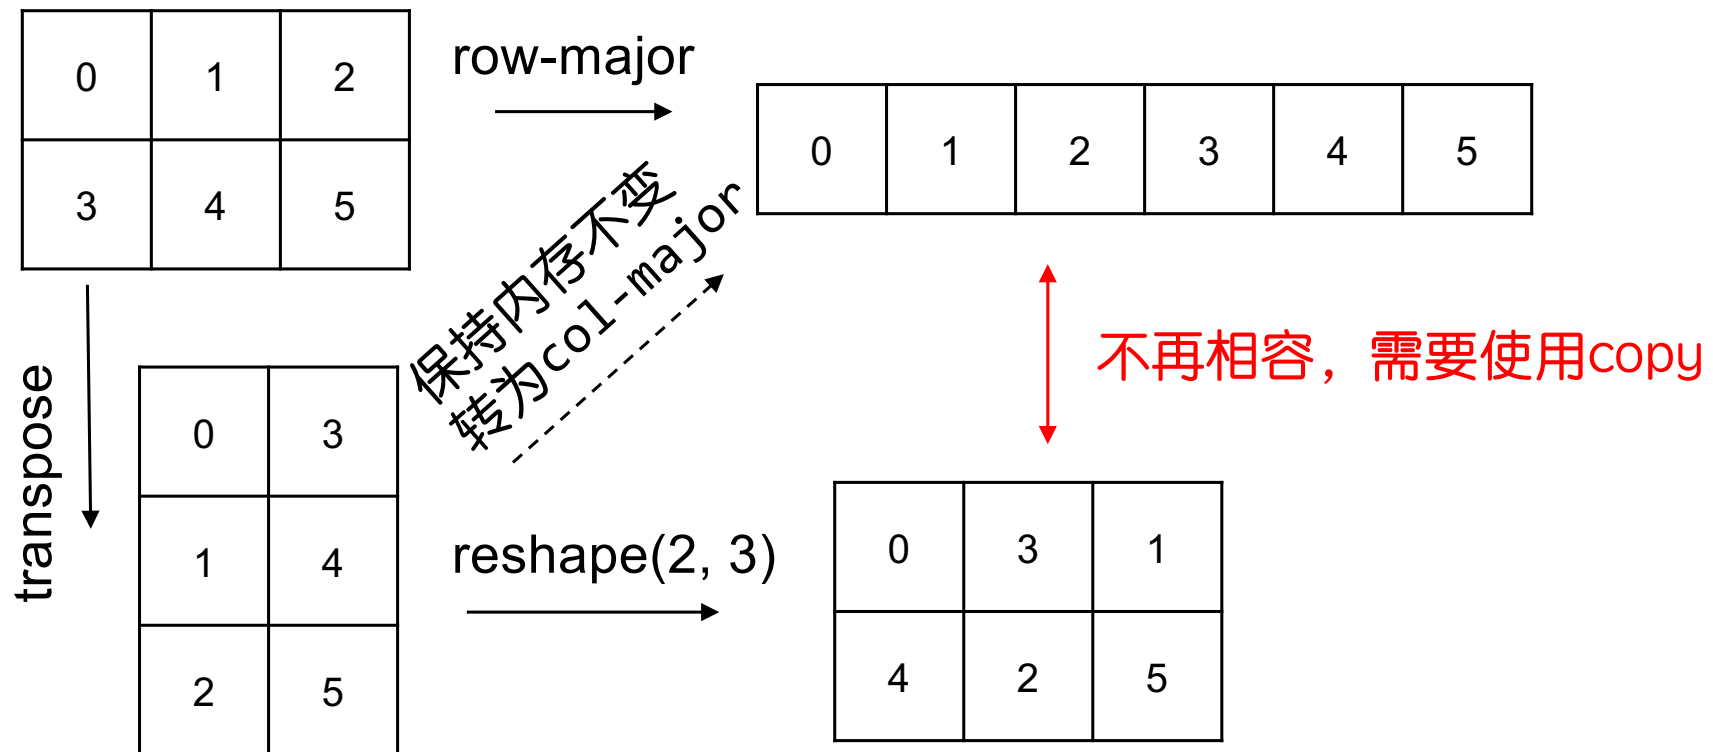 0 1 2
3 4 5
row-major
0 1 2 3 4 5
保持内存不变
转为col-major
不再相容，需要使用copy
transpose
0 3
1 4
2 5
reshape(2, 3)
0 3 1
4 2 5